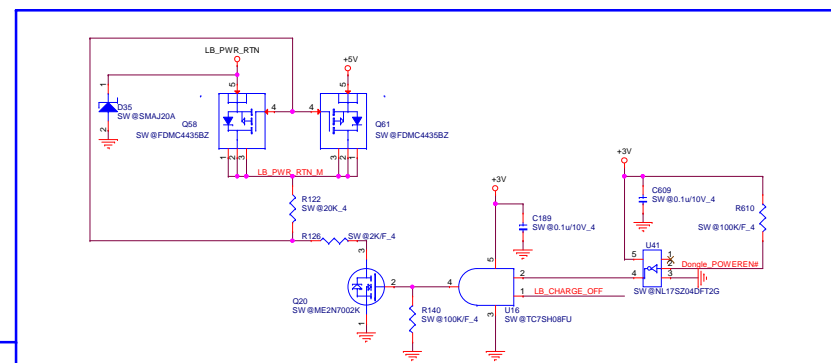 LB_PWR_RTN
+5V
1
5
5
D35
SW@SMAJ20A
4
4
Q58
SW@FDMC4435BZ
Q61
SW@FDMC4435BZ
2
1
2
3
3
2
1
LB_PWR_RTN_M
+3V
+3V
R122
SW@20K_4
C609
SW@0.1u/10V_4
R610
SW@100K/F_4
C189
SW@0.1u/10V_4
R126
SW@2K/F_4
U41
5
1
2
Dongle_POWEREN#
4
3
SW@NL17SZ04DFT2G
3
5
2
4
2
1
LB_CHARGE_OFF
Q20
SW@ME2N7002K
1
R140
SW@100K/F_4
3
U16
SW@TC7SH08FU